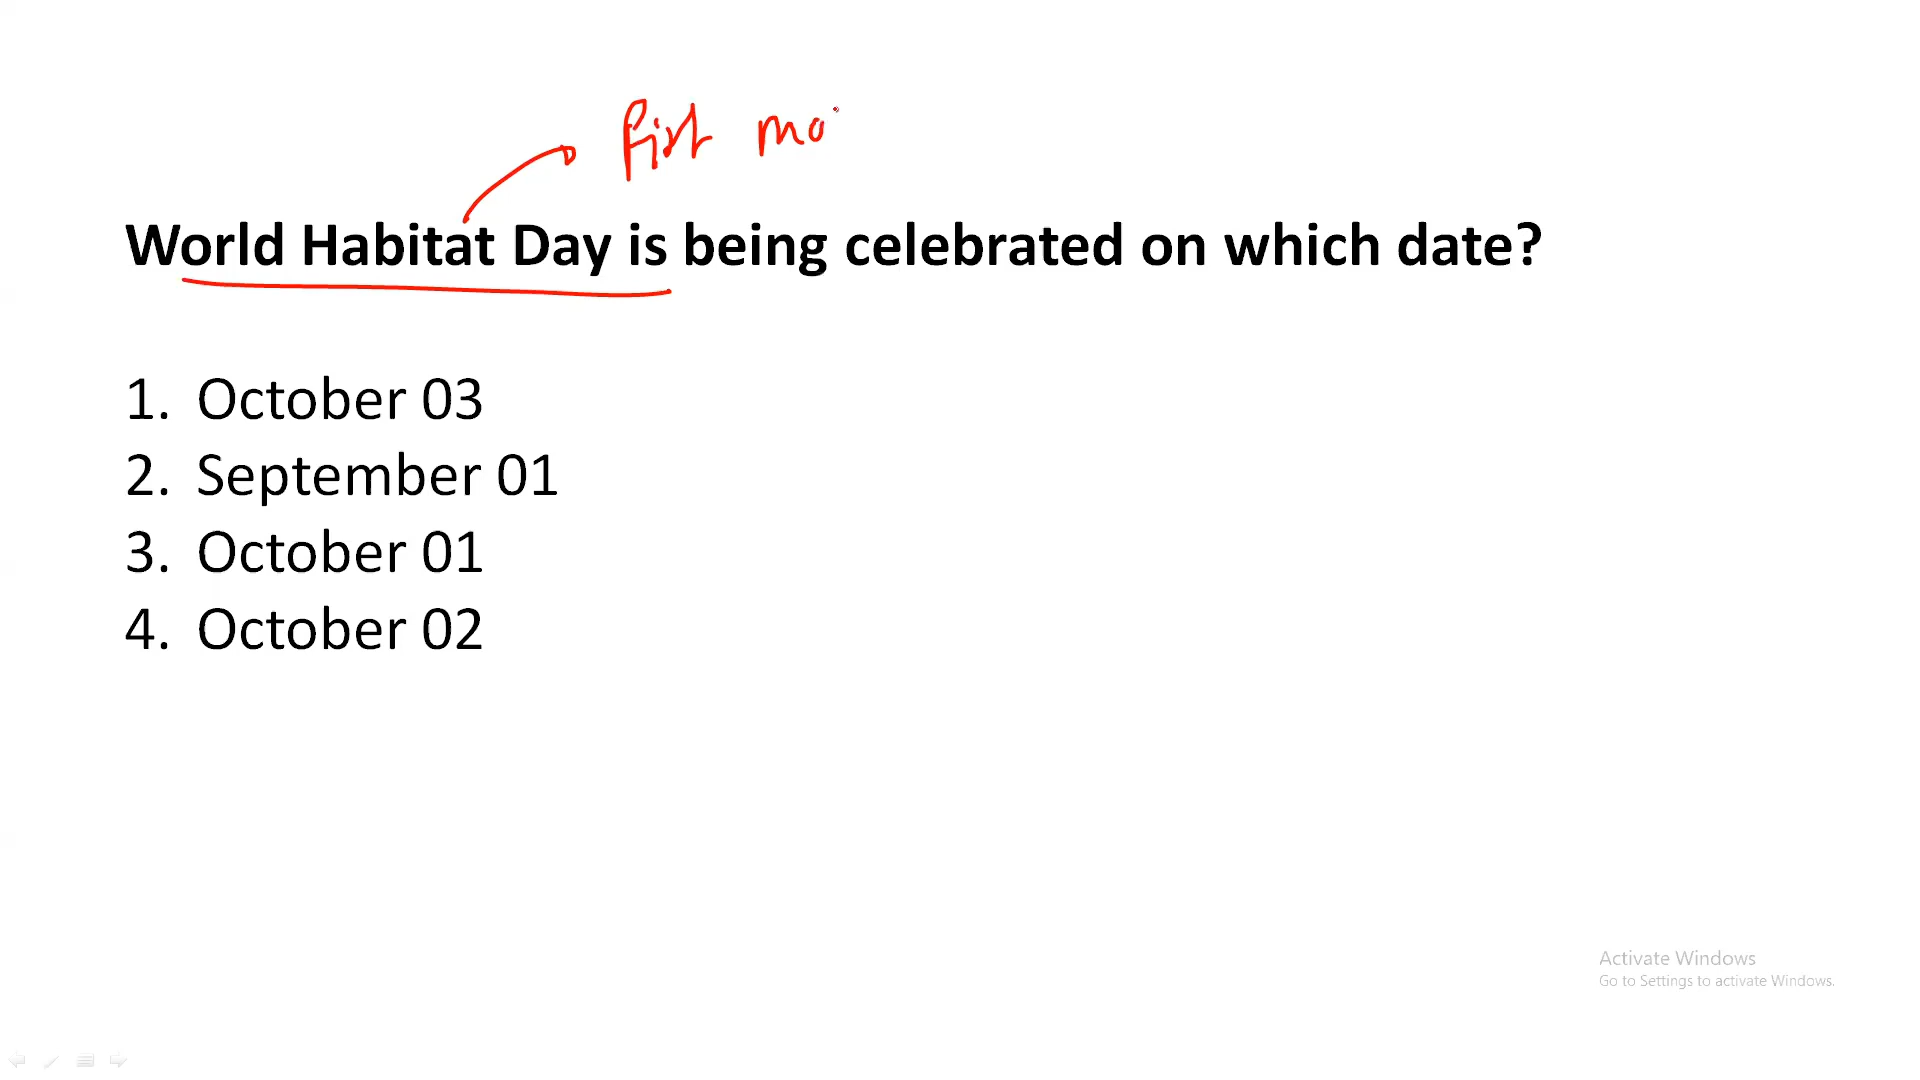 First mo
World Habitat Day is being celebrated on which date?
1. October 03
2. September 01
3. October 01
4. October 02
Activate Windows
Go to Settings to activate Windows.